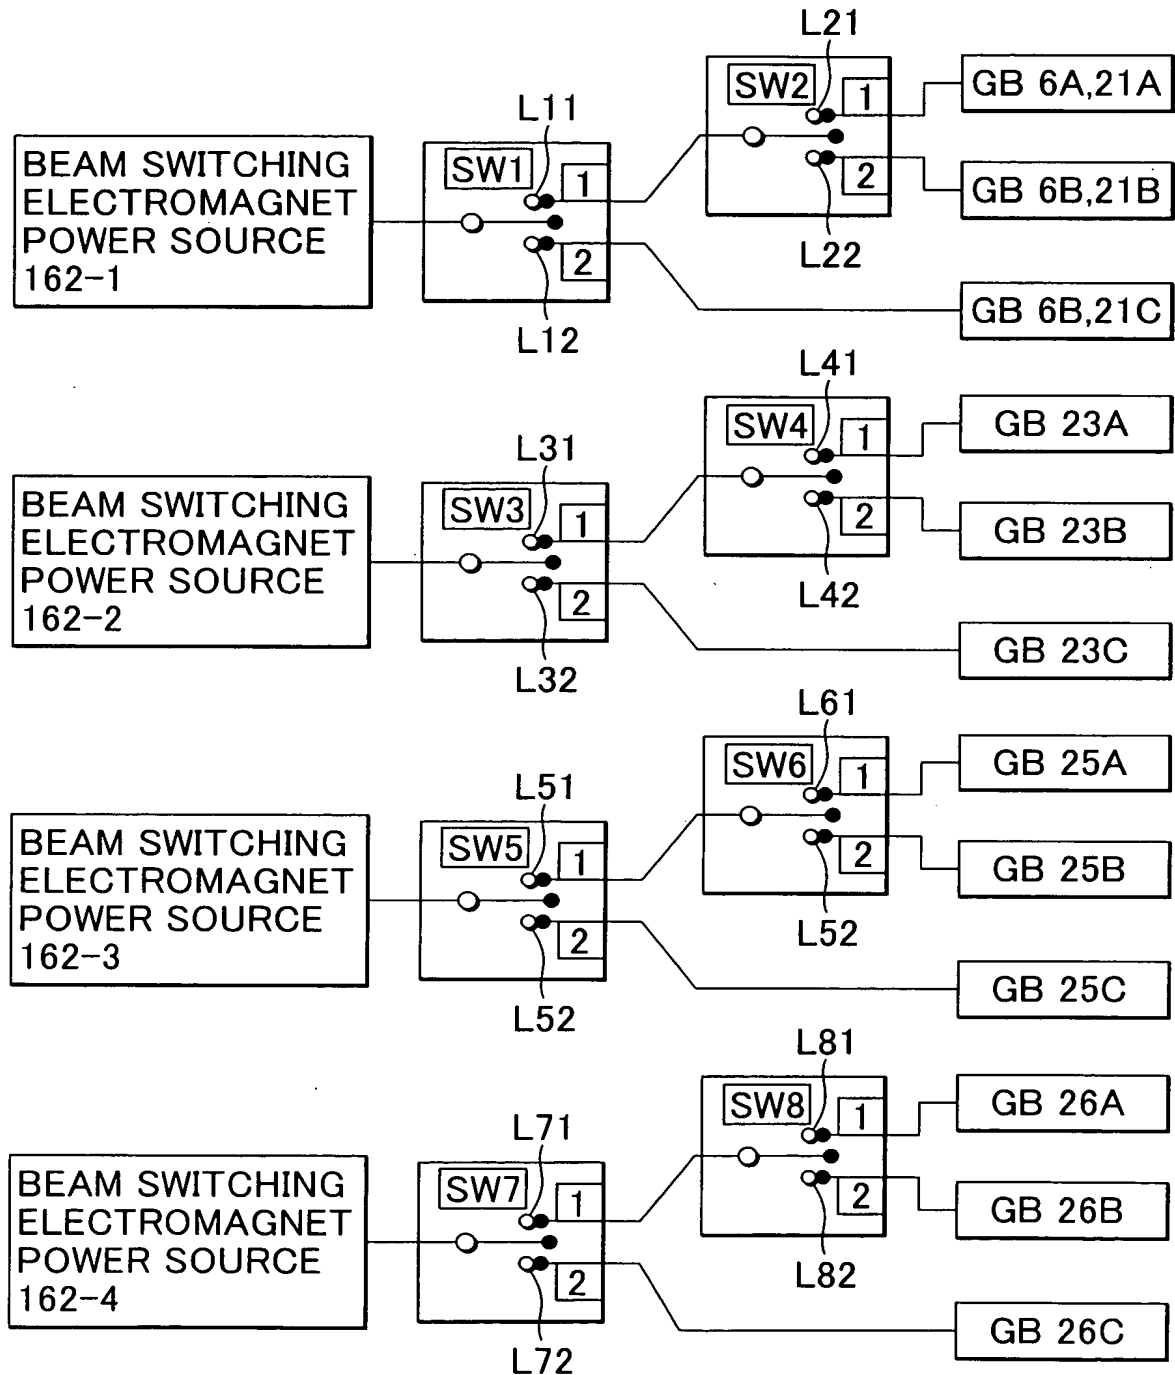 L21
SW2
1
GB 6A,21A
L11
SW1
1
2
GB 6B,21B
BEAM SWITCHING
ELECTROMAGNET
POWER SOURCE
162-1
2
L22
GB 6B,21C
L12
L41
SW4
1
GB 23A
L31
SW3
1
2
GB 23B
BEAM SWITCHING
ELECTROMAGNET
POWER SOURCE
162-2
2
L42
GB 23C
L32
L61
SW6
1
GB 25A
L51
SW5
1
2
GB 25B
BEAM SWITCHING
ELECTROMAGNET
POWER SOURCE
162-3
2
L52
GB 25C
L52
L81
SW8
1
GB 26A
L71
SW7
1
2
GB 26B
BEAM SWITCHING
ELECTROMAGNET
POWER SOURCE
162-4
2
L82
GB 26C
L72